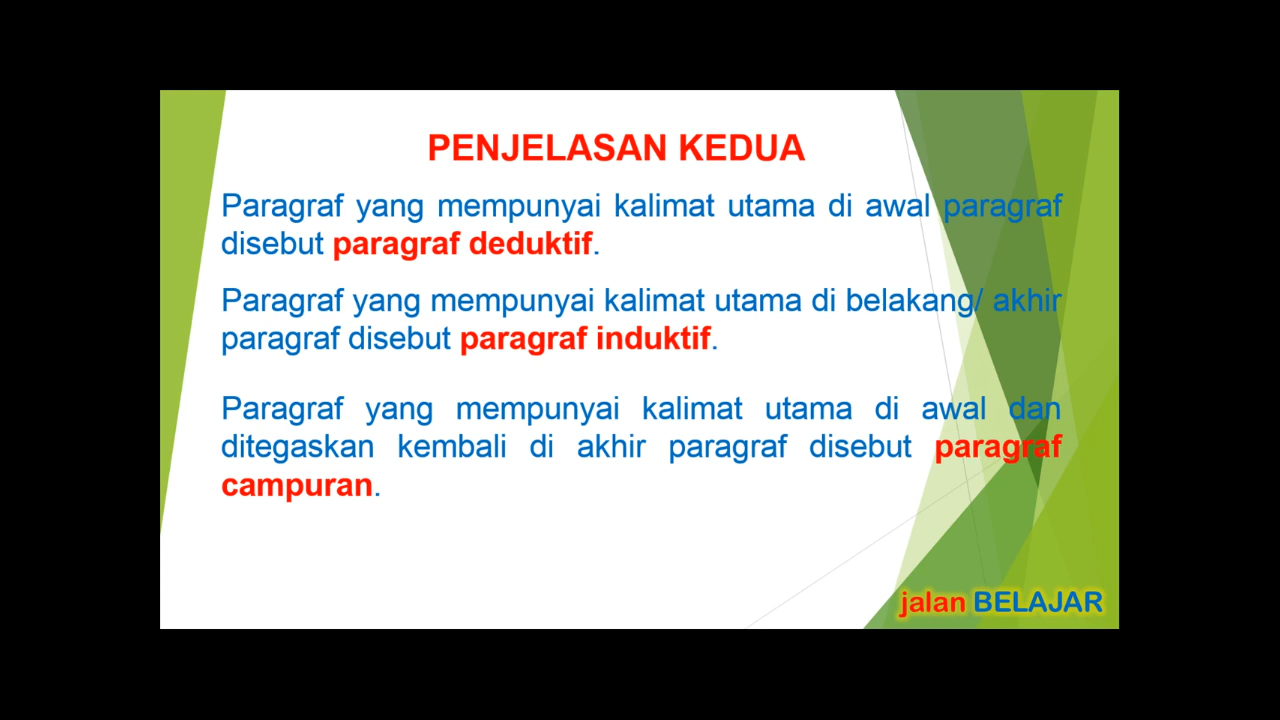 PENJELASAN KEDUA
Paragraf yang mempunyai kalimat utama di awal paragraf
disebut paragraf deduktif.
Paragraf yang mempunyai kalimat utama di belakang/ akhir
paragraf disebut paragraf induktif.
Paragraf yang mempunyai kalimat utama di awal dan
ditegaskan kembali di akhir paragraf disebut paragraf
campuran.
jalan BELAJAR